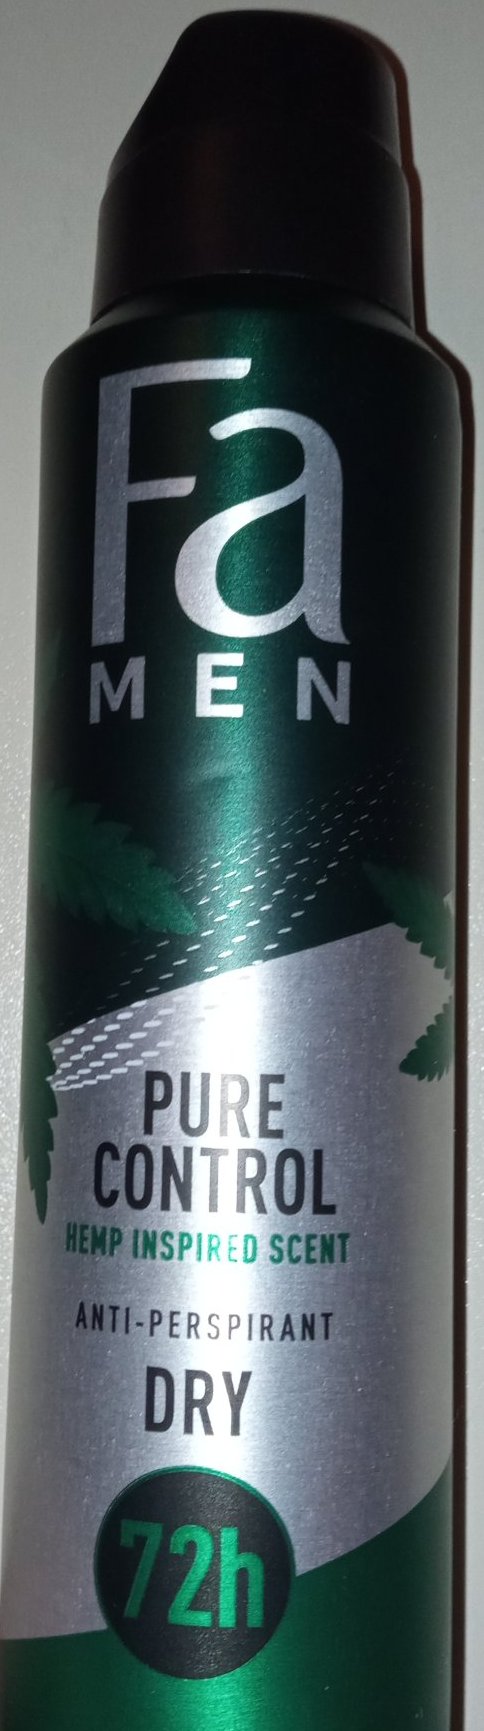 Fa
MEN
PURE
CONTROL
HEMP INSPIRED SCENT
ANTI-PERSPIRANT
DRY
72h